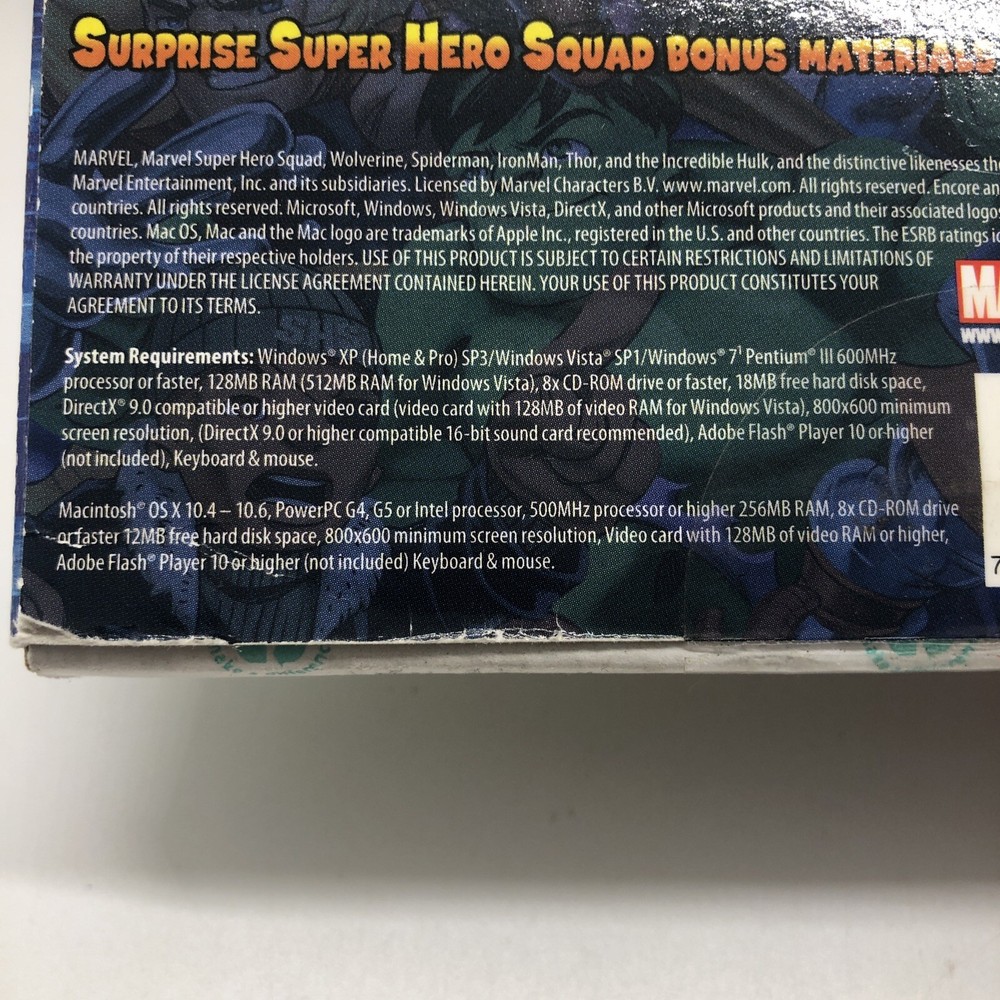 SURPRISE SUPER HERO SQUAD BONUS MATERIALS
MARVEL, Marvel Super Hero Squad, Wolverine, Spiderman, IronMan, Thor, and the Incredible Hulk, and the distinctive likenesses
Marvel Entertainment, Inc. and its subsidiaries. Licensed by Marvel Characters B.V. www.marvel.com. All rights reserved. Encore
countries. All rights reserved. Microsoft, Windows, Windows Vista, DirectX, and other Microsoft products and their associated
countries. Mac OS, Mac and the Mac logo are trademarks of Apple Inc., registered in the U.S. and other countries. The ESRB ratings
the property of their respective holders. USE OF THIS PRODUCT IS SUBJECT TO CERTAIN RESTRICTIONS AND LIMITATIONS OF
WARRANTY UNDER THE LICENSE AGREEMENT CONTAINED HEREIN. YOUR USE OF THIS PRODUCT CONSTITUTES YOUR
AGREEMENT TO ITS TERMS.
System Requirements: Windows® XP (Home & Pro) SP3/Windows Vista® SP1/Windows® 7¹ Pentium® III 600MHz
processor or faster, 128MB RAM (512MB RAM for Windows Vista), 8x CD-ROM drive or faster, 18MB free hard disk space,
DirectX® 9.0 compatible or higher video card (video card with 128MB of video RAM for Windows Vista), 800x600 minimum
screen resolution, (DirectX 9.0 or higher compatible 16-bit sound card recommended), Adobe Flash® Player 10 or higher
(not included), Keyboard & mouse.
Macintosh® OS X 10.4 – 10.6, PowerPC G4, G5 or Intel processor, 500MHz processor or higher 256MB RAM, 8x CD-ROM drive
or faster 12MB free hard disk space, 800x600 minimum screen resolution, Video card with 128MB of video RAM or higher,
Adobe Flash® Player 10 or higher (not included) Keyboard & mouse.